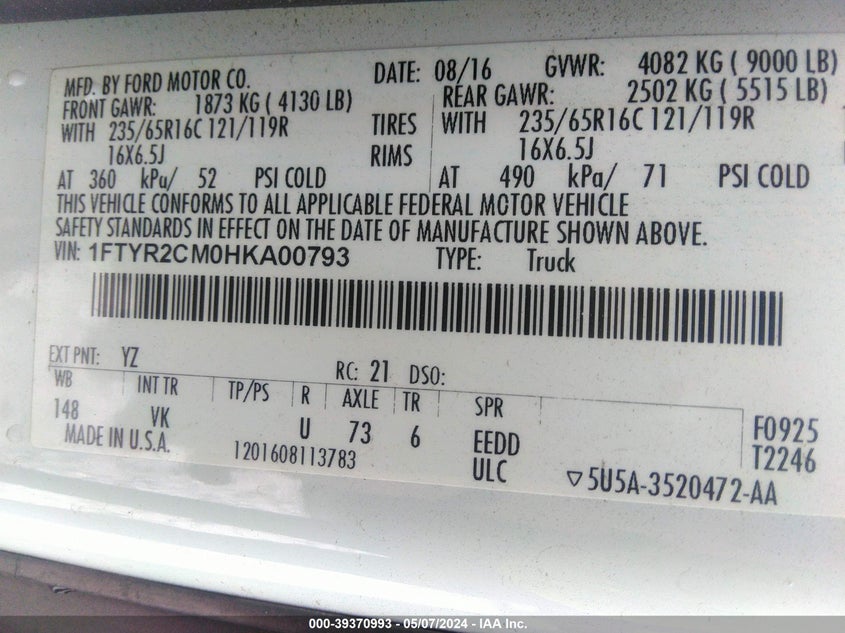 MFD. BY FORD MOTOR CO. DATE: 08/16 GVWR: 4082 KG ( 9000 LB)
FRONT GAWR: 1873 KG ( 4130 LB) REAR GAWR: 2502 KG ( 5515 LB)
WITH 235/65R16C 121/119R TIRES WITH 235/65R16C 121/119R
16X6.5J RIMS 16X6.5J
AT 360 kPa/ 52 PSI COLD AT 490 kPa/ 71 PSI COLD
THIS VEHICLE CONFORMS TO ALL APPLICABLE FEDERAL MOTOR VEHICLE
SAFETY STANDARDS IN EFFECT ON THE DATE OF MANUFACTURE SHOWN ABOVE.
VIN: 1FTYR2CM0HKA00793 TYPE: Truck
EXT PNT: YZ RC: 21 DSO:
WB INT TR TP/PS R AXLE TR SPR
148 VK U 73 6 EEDD F0925
MADE IN U.S.A. 1201608113783 ULC T2246
▽5U5A-3520472-AA
000-39370993 - 05/07/2024 - IAA Inc.